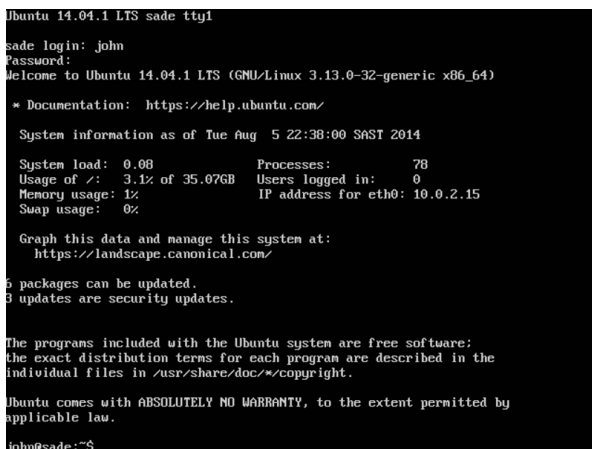 Ubuntu 14.04.1 LTS sade tty1
sade login: john
Password:
Welcome to Ubuntu 14.04.1 LTS (GNU/Linux 3.13.0-32-generic x86_64)
* Documentation: https://help.ubuntu.com/
System information as of Tue Aug 5 22:38:00 SAST 2014
System load: 0.08 Processes: 78
Usage of /: 3.1% of 35.07GB Users logged in: 0
Memory usage: 1% IP address for eth0: 10.0.2.15
Swap usage: 0%
Graph this data and manage this system at:
https://landscape.canonical.com/
6 packages can be updated.
3 updates are security updates.
The programs included with the Ubuntu system are free software;
the exact distribution terms for each program are described in the
individual files in /usr/share/doc/*/copyright.
Ubuntu comes with ABSOLUTELY NO WARRANTY, to the extent permitted by
applicable law.
john@sade:~$